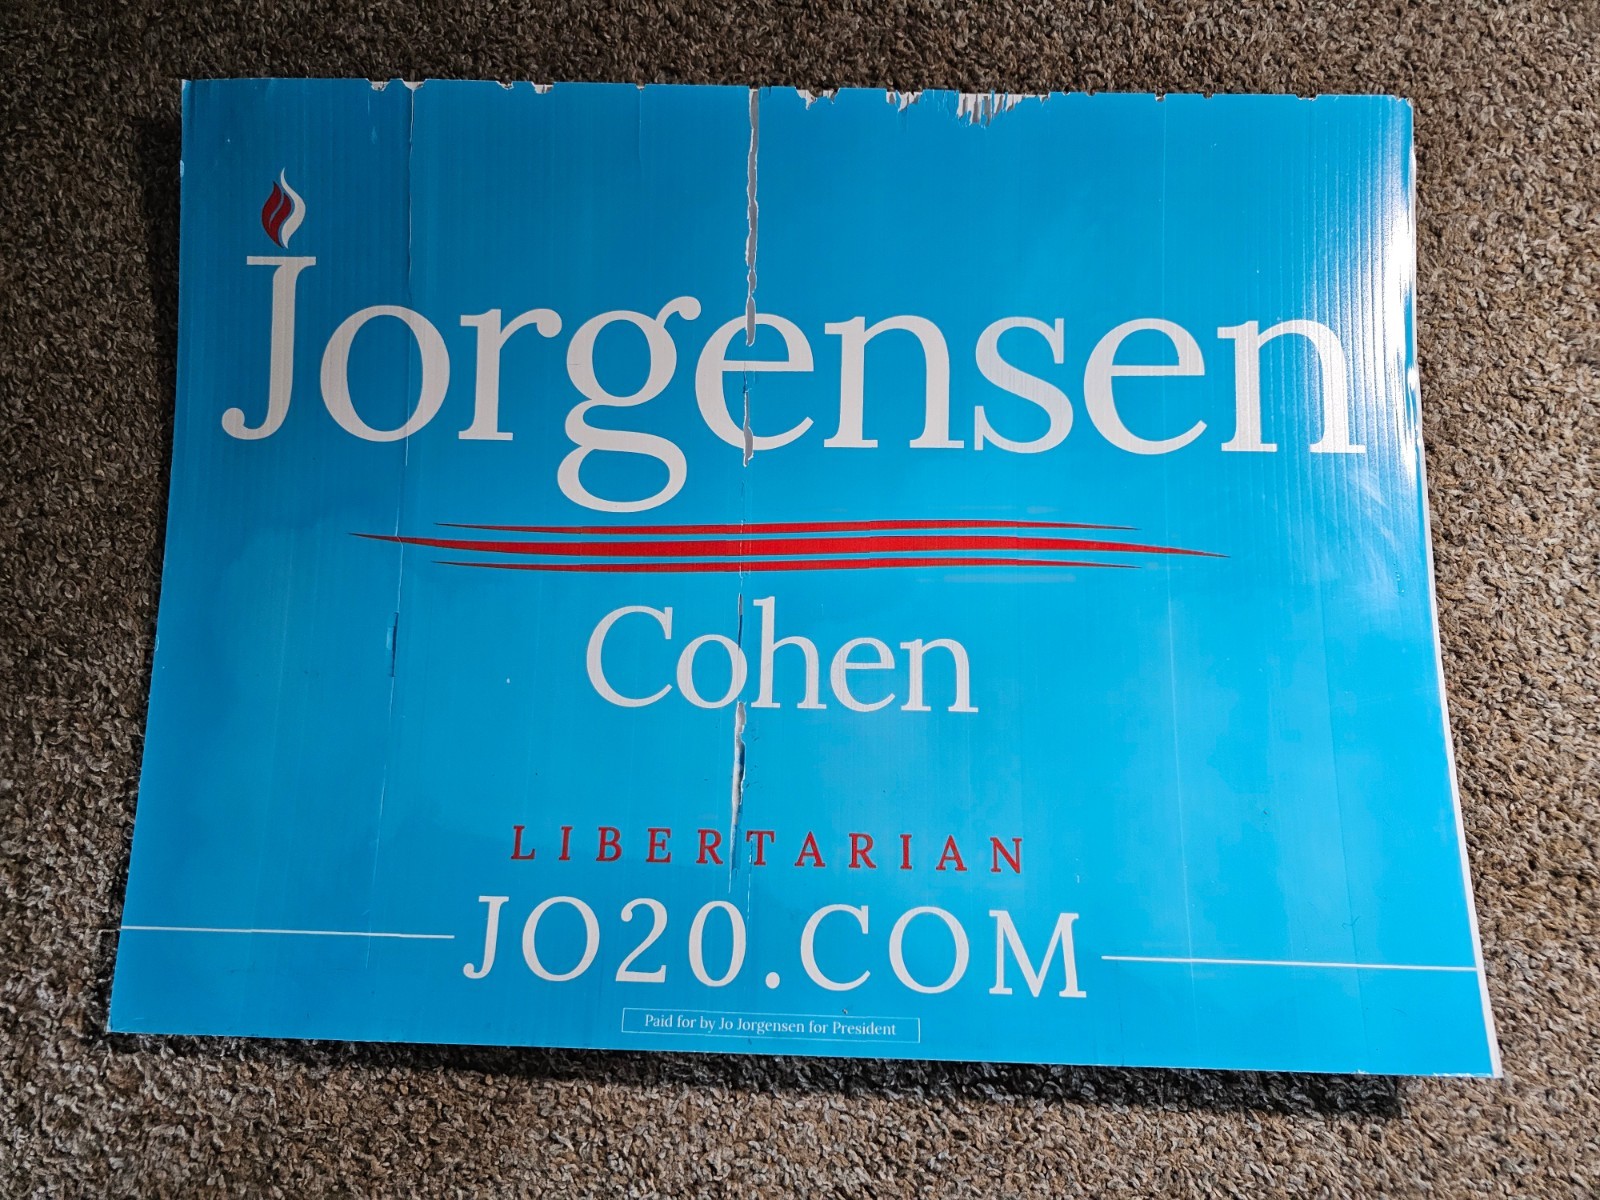 Jorgensen
Cohen
LIBERTARIAN
JO20.COM
Paid for by Jo Jorgensen for President